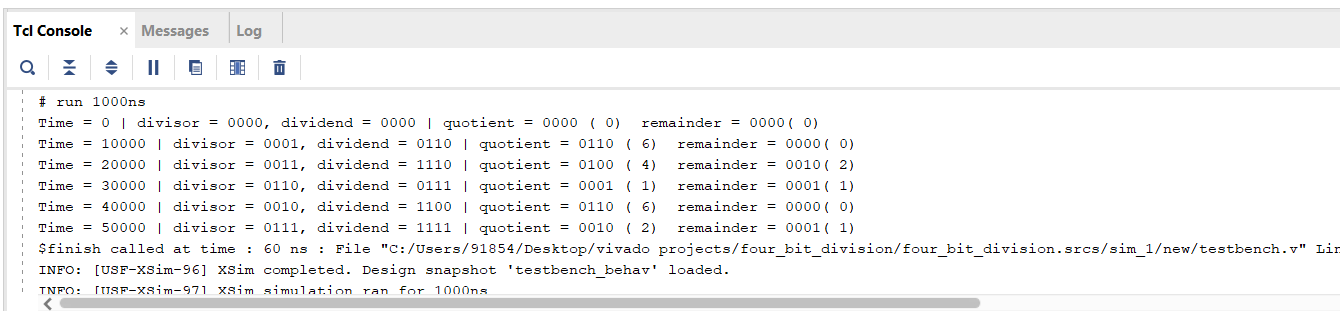 Tcl Console × Messages Log
# run 1000ns
Time = 0 | divisor = 0000, dividend = 0000 | quotient = 0000 ( 0)  remainder = 0000( 0)
Time = 10000 | divisor = 0001, dividend = 0110 | quotient = 0110 ( 6)  remainder = 0000( 0)
Time = 20000 | divisor = 0011, dividend = 1110 | quotient = 0100 ( 4)  remainder = 0010( 2)
Time = 30000 | divisor = 0110, dividend = 0111 | quotient = 0001 ( 1)  remainder = 0001( 1)
Time = 40000 | divisor = 0010, dividend = 1100 | quotient = 0110 ( 6)  remainder = 0000( 0)
Time = 50000 | divisor = 0111, dividend = 1111 | quotient = 0010 ( 2)  remainder = 0001( 1)
$finish called at time : 60 ns : File "C:/Users/91854/Desktop/vivado projects/four_bit_division/four_bit_division.srcs/sim_1/new/testbench.v" Lin
INFO: [USF-XSim-96] XSim completed. Design snapshot 'testbench_behav' loaded.
INFO: [USF-XSim-97] XSim simulation ran for 1000ns